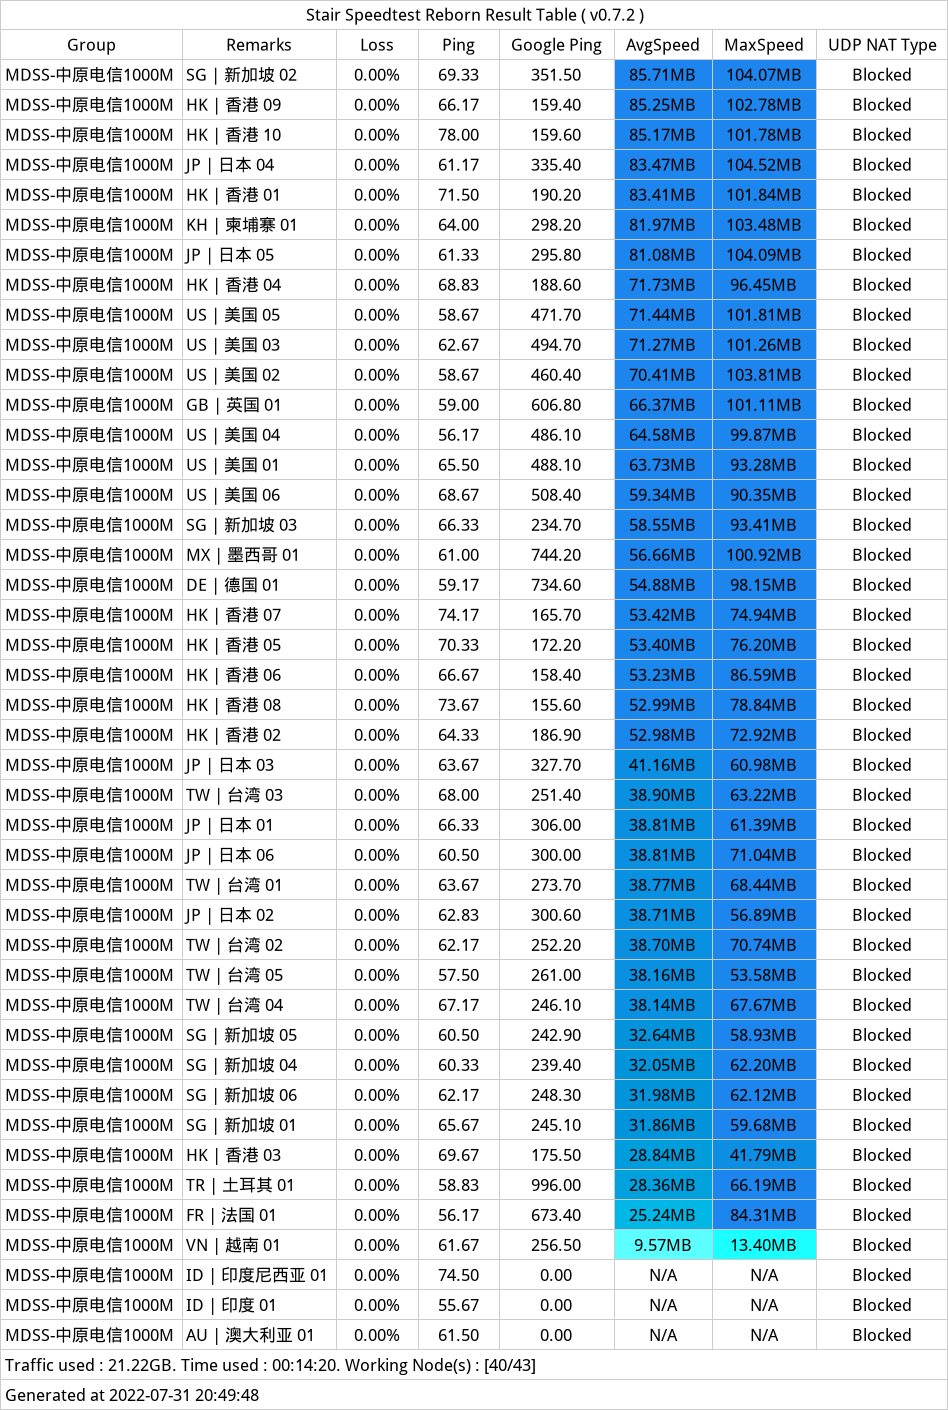 Stair Speedtest Reborn Result Table ( v0.7.2 )
Group Remarks Loss Ping Google Ping AvgSpeed MaxSpeed UDP NAT Type
MDSS-中原电信1000M SG | 新加坡 02 0.00% 69.33 351.50 85.71MB 104.07MB Blocked
MDSS-中原电信1000M HK | 香港 09 0.00% 66.17 159.40 85.25MB 102.78MB Blocked
MDSS-中原电信1000M HK | 香港 10 0.00% 78.00 159.60 85.17MB 101.78MB Blocked
MDSS-中原电信1000M JP | 日本 04 0.00% 61.17 335.40 83.47MB 104.52MB Blocked
MDSS-中原电信1000M HK | 香港 01 0.00% 71.50 190.20 83.41MB 101.84MB Blocked
MDSS-中原电信1000M KH | 柬埔寨 01 0.00% 64.00 298.20 81.97MB 103.48MB Blocked
MDSS-中原电信1000M JP | 日本 05 0.00% 61.33 295.80 81.08MB 104.09MB Blocked
MDSS-中原电信1000M HK | 香港 04 0.00% 68.83 188.60 71.73MB 96.45MB Blocked
MDSS-中原电信1000M US | 美国 05 0.00% 58.67 471.70 71.44MB 101.81MB Blocked
MDSS-中原电信1000M US | 美国 03 0.00% 62.67 494.70 71.27MB 101.26MB Blocked
MDSS-中原电信1000M US | 美国 02 0.00% 58.67 460.40 70.41MB 103.81MB Blocked
MDSS-中原电信1000M GB | 英国 01 0.00% 59.00 606.80 66.37MB 101.11MB Blocked
MDSS-中原电信1000M US | 美国 04 0.00% 56.17 486.10 64.58MB 99.87MB Blocked
MDSS-中原电信1000M US | 美国 01 0.00% 65.50 488.10 63.73MB 93.28MB Blocked
MDSS-中原电信1000M US | 美国 06 0.00% 68.67 508.40 59.34MB 90.35MB Blocked
MDSS-中原电信1000M SG | 新加坡 03 0.00% 66.33 234.70 58.55MB 93.41MB Blocked
MDSS-中原电信1000M MX | 墨西哥 01 0.00% 61.00 744.20 56.66MB 100.92MB Blocked
MDSS-中原电信1000M DE | 德国 01 0.00% 59.17 734.60 54.88MB 98.15MB Blocked
MDSS-中原电信1000M HK | 香港 07 0.00% 74.17 165.70 53.42MB 74.94MB Blocked
MDSS-中原电信1000M HK | 香港 05 0.00% 70.33 172.20 53.40MB 76.20MB Blocked
MDSS-中原电信1000M HK | 香港 06 0.00% 66.67 158.40 53.23MB 86.59MB Blocked
MDSS-中原电信1000M HK | 香港 08 0.00% 73.67 155.60 52.99MB 78.84MB Blocked
MDSS-中原电信1000M HK | 香港 02 0.00% 64.33 186.90 52.98MB 72.92MB Blocked
MDSS-中原电信1000M JP | 日本 03 0.00% 63.67 327.70 41.16MB 60.98MB Blocked
MDSS-中原电信1000M TW | 台湾 03 0.00% 68.00 251.40 38.90MB 63.22MB Blocked
MDSS-中原电信1000M JP | 日本 01 0.00% 66.33 306.00 38.81MB 61.39MB Blocked
MDSS-中原电信1000M JP | 日本 06 0.00% 60.50 300.00 38.81MB 71.04MB Blocked
MDSS-中原电信1000M TW | 台湾 01 0.00% 63.67 273.70 38.77MB 68.44MB Blocked
MDSS-中原电信1000M JP | 日本 02 0.00% 62.83 300.60 38.71MB 56.89MB Blocked
MDSS-中原电信1000M TW | 台湾 02 0.00% 62.17 252.20 38.70MB 70.74MB Blocked
MDSS-中原电信1000M TW | 台湾 05 0.00% 57.50 261.00 38.16MB 53.58MB Blocked
MDSS-中原电信1000M TW | 台湾 04 0.00% 67.17 246.10 38.14MB 67.67MB Blocked
MDSS-中原电信1000M SG | 新加坡 05 0.00% 60.50 242.90 32.64MB 58.93MB Blocked
MDSS-中原电信1000M SG | 新加坡 04 0.00% 60.33 239.40 32.05MB 62.20MB Blocked
MDSS-中原电信1000M SG | 新加坡 06 0.00% 62.17 248.30 31.98MB 62.12MB Blocked
MDSS-中原电信1000M SG | 新加坡 01 0.00% 65.67 245.10 31.86MB 59.68MB Blocked
MDSS-中原电信1000M HK | 香港 03 0.00% 69.67 175.50 28.84MB 41.79MB Blocked
MDSS-中原电信1000M TR | 土耳其 01 0.00% 58.83 996.00 28.36MB 66.19MB Blocked
MDSS-中原电信1000M FR | 法国 01 0.00% 56.17 673.40 25.24MB 84.31MB Blocked
MDSS-中原电信1000M VN | 越南 01 0.00% 61.67 256.50 9.57MB 13.40MB Blocked
MDSS-中原电信1000M ID | 印度尼西亚 01 0.00% 74.50 0.00 N/A N/A Blocked
MDSS-中原电信1000M ID | 印度 01 0.00% 55.67 0.00 N/A N/A Blocked
MDSS-中原电信1000M AU | 澳大利亚 01 0.00% 61.50 0.00 N/A N/A Blocked
Traffic used : 21.22GB. Time used : 00:14:20. Working Node(s) : [40/43]
Generated at 2022-07-31 20:49:48